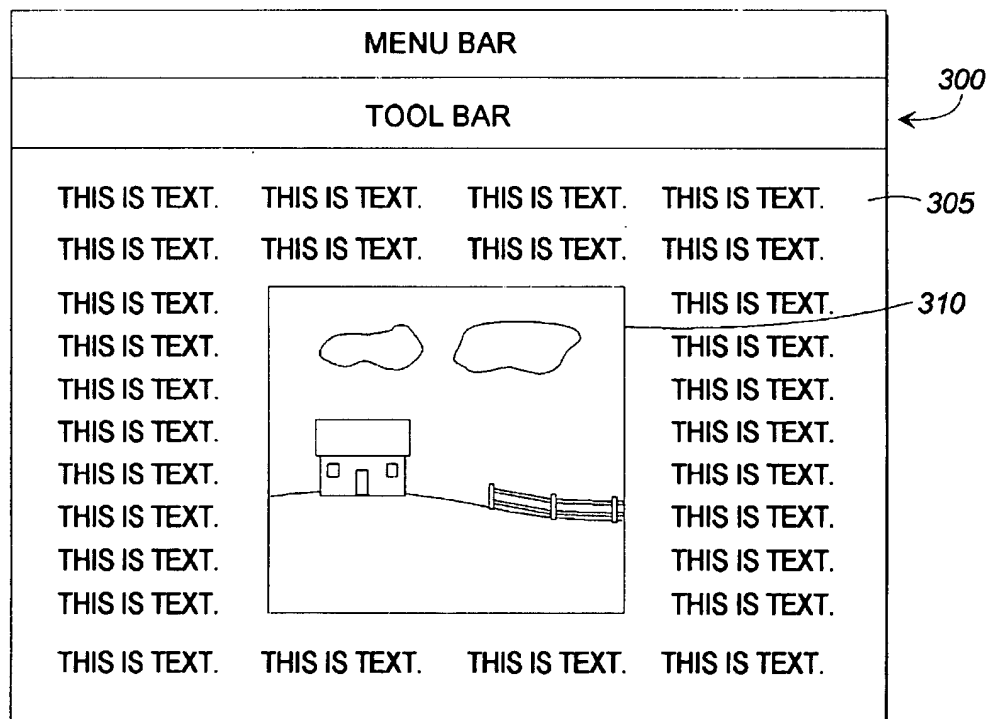 MENU BAR
TOOL BAR
300
THIS IS TEXT. THIS IS TEXT. THIS IS TEXT. THIS IS TEXT. 305
THIS IS TEXT. THIS IS TEXT. THIS IS TEXT. THIS IS TEXT.
THIS IS TEXT. THIS IS TEXT. 310
THIS IS TEXT. THIS IS TEXT.
THIS IS TEXT. THIS IS TEXT.
THIS IS TEXT. THIS IS TEXT.
THIS IS TEXT. THIS IS TEXT.
THIS IS TEXT. THIS IS TEXT.
THIS IS TEXT. THIS IS TEXT.
THIS IS TEXT. THIS IS TEXT.
THIS IS TEXT. THIS IS TEXT. THIS IS TEXT. THIS IS TEXT.